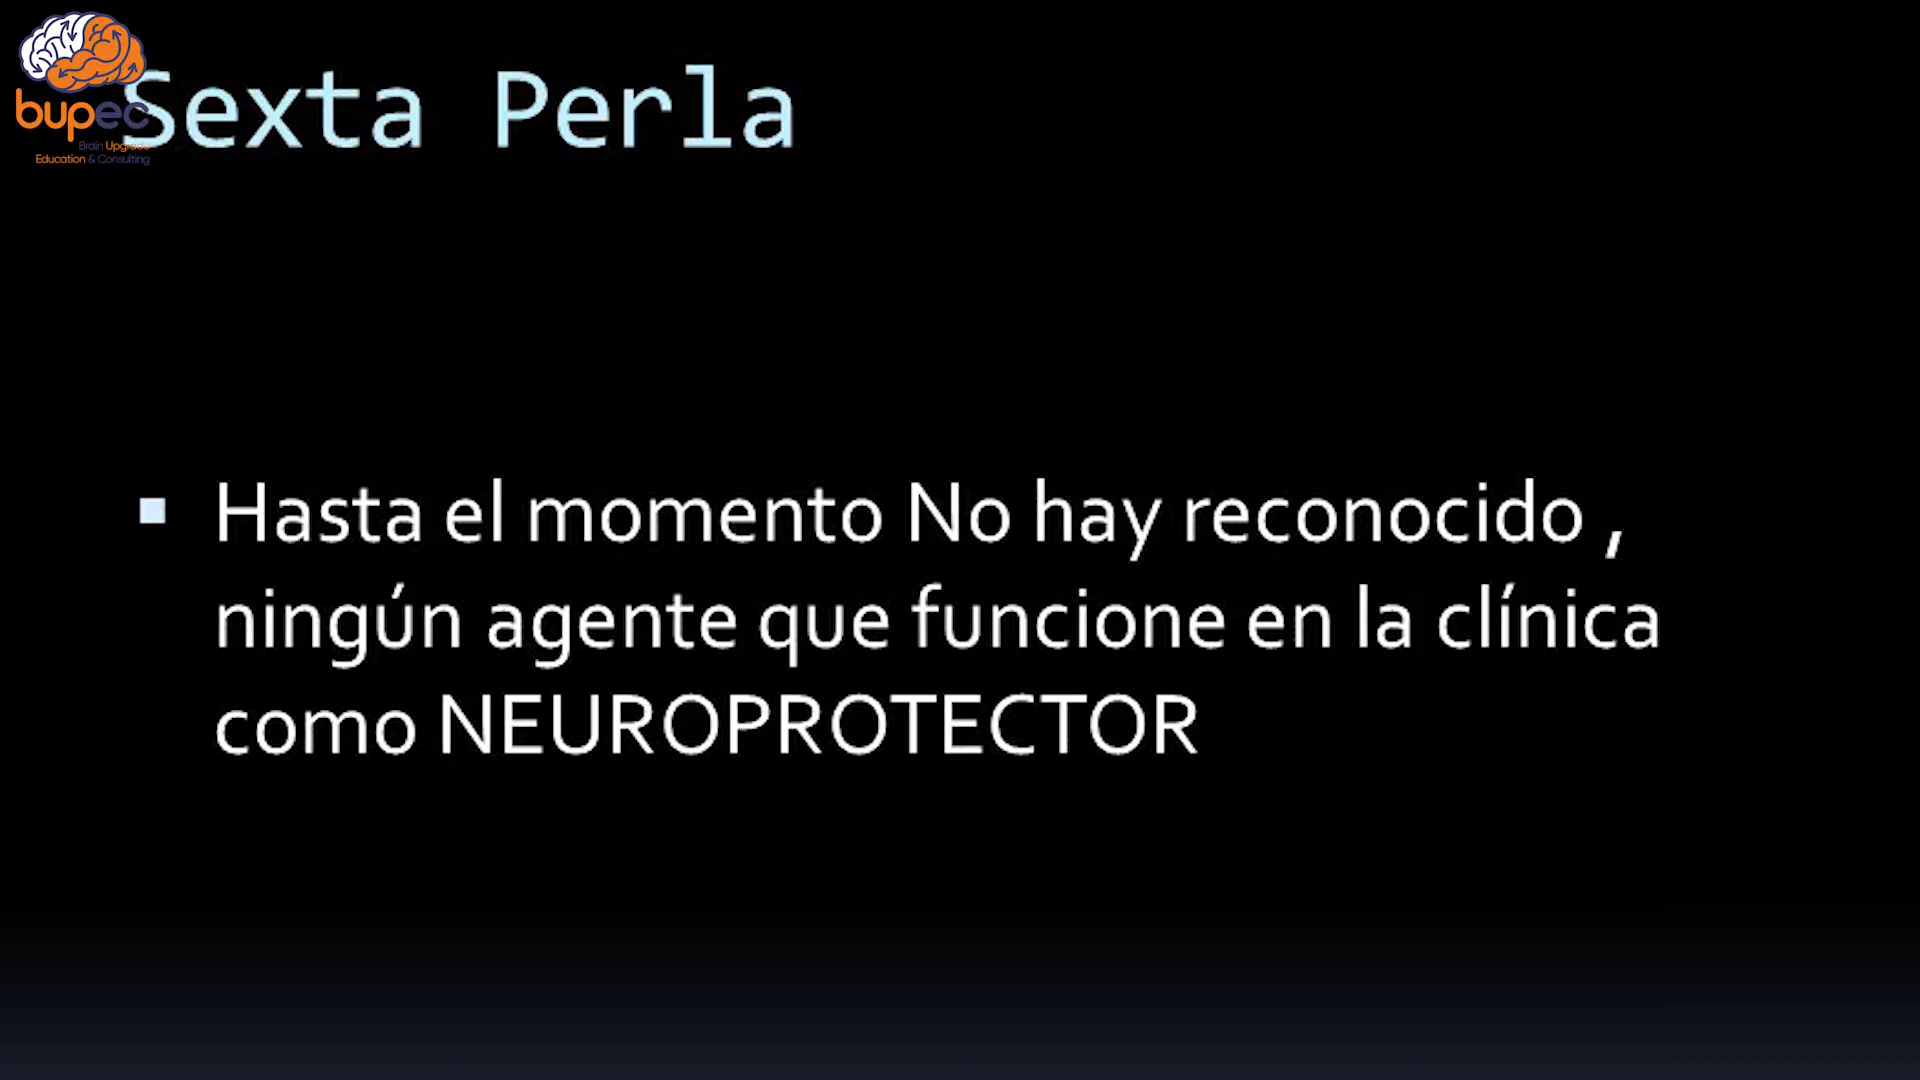 bupec
Brain Upgrade
Education & Consulting
Sexta Perla
Hasta el momento No hay reconocido ,
ningún agente que funcione en la clínica
como NEUROPROTECTOR